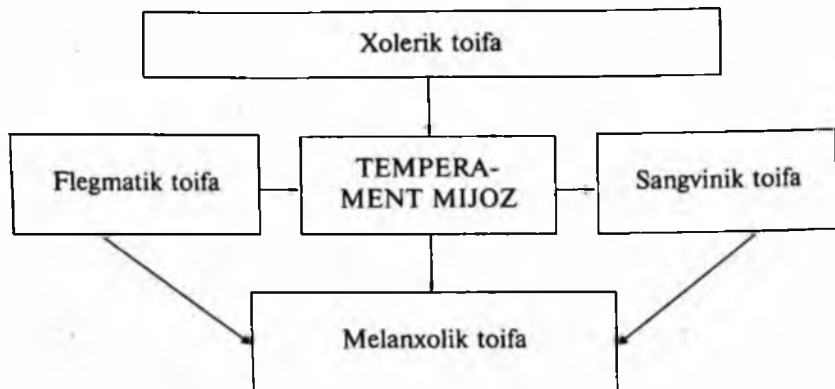 Xolerik toifa
Flegmatik toifa
TEMPERA-
MENT MIJOZ
Sangvinik toifa
Melanxolik toifa